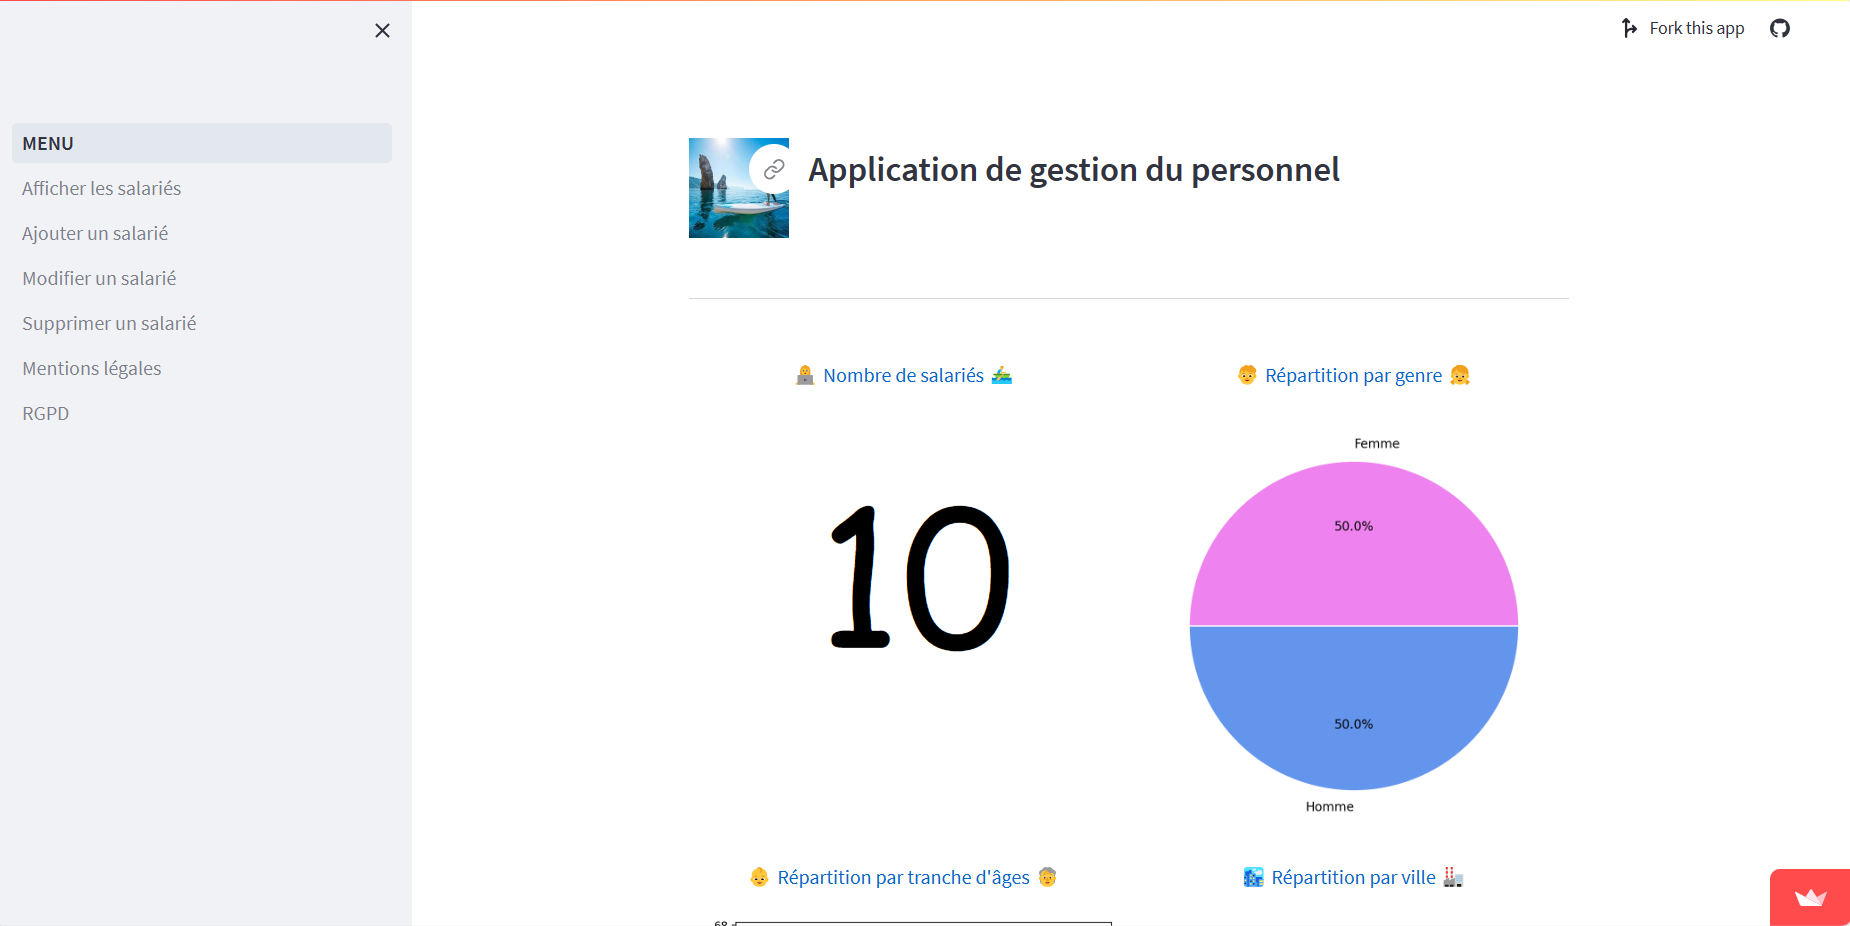 Fork this app
MENU
Afficher les salariés
Ajouter un salarié
Modifier un salarié
Supprimer un salarié
Mentions légales
RGPD
Application de gestion du personnel
Nombre de salariés
10
Répartition par genre
Femme
50.0%
50.0%
Homme
Répartition par tranche d'âges
Répartition par ville
68